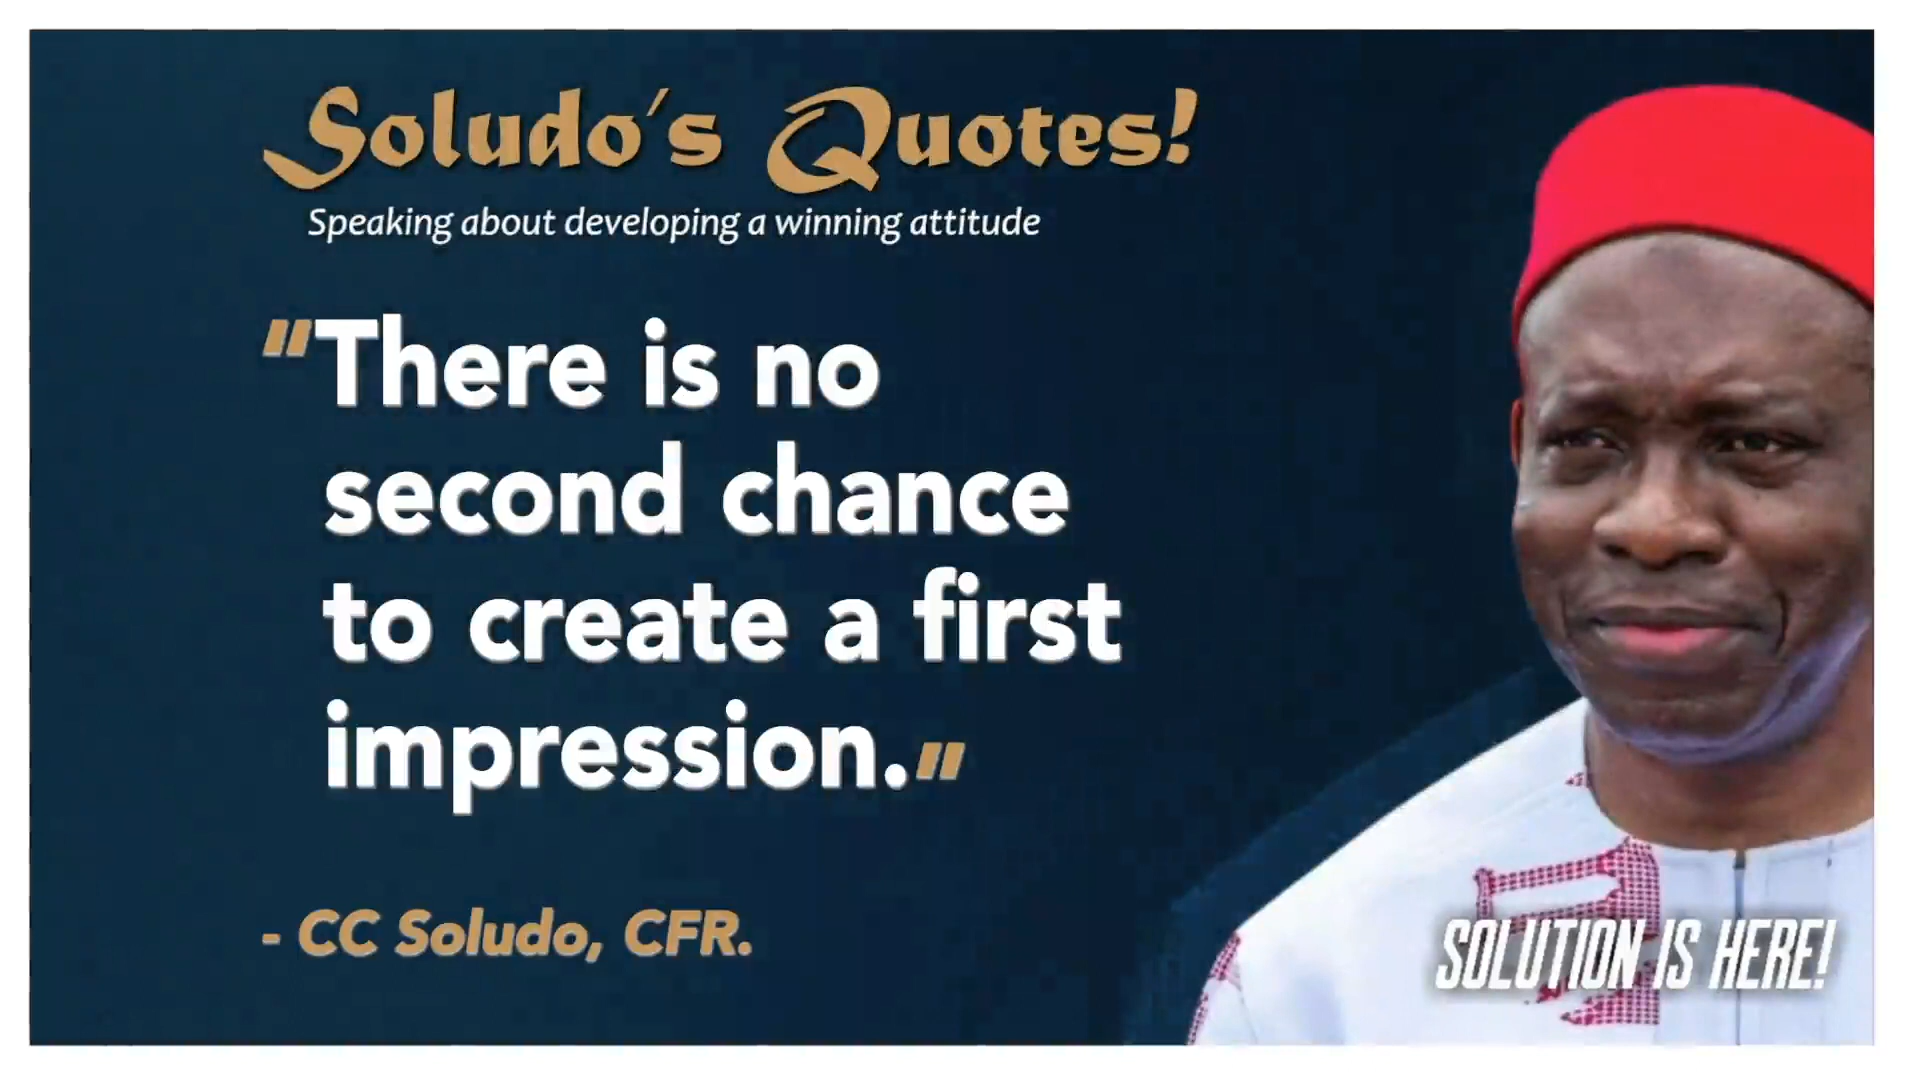 Soludo's Quotes!
Speaking about developing a winning attitude
"There is no
second chance
to create a first
impression."
- CC Soludo, CFR.
SOLUTION IS HERE!